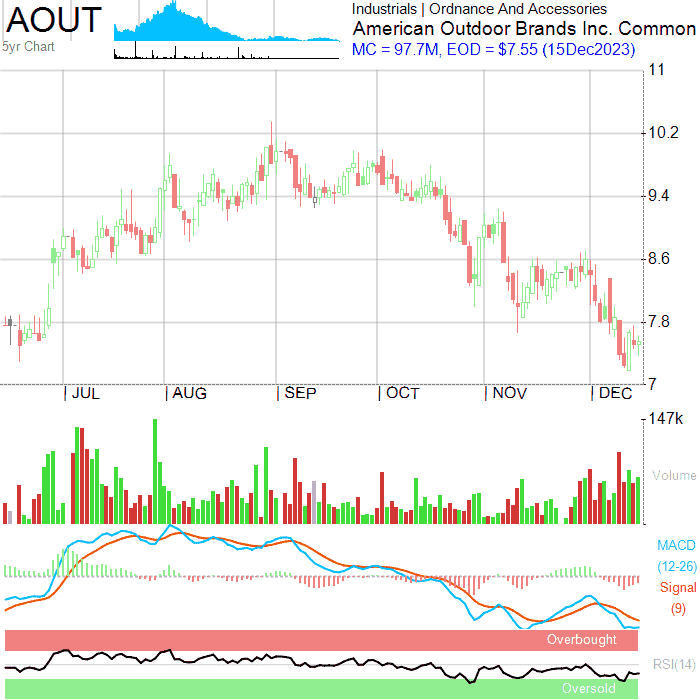 AOUT
5yr Chart
Industrials | Ordnance And Accessories
American Outdoor Brands Inc. Common
MC = 97.7M, EOD = $7.55 (15Dec2023)
11
10.2
9.4
8.6
7.8
7
| JUL | AUG | SEP | OCT | NOV | DEC
147k
Volume
MACD
(12-26)
Signal
(9)
Overbought
RSI(14)
Oversold